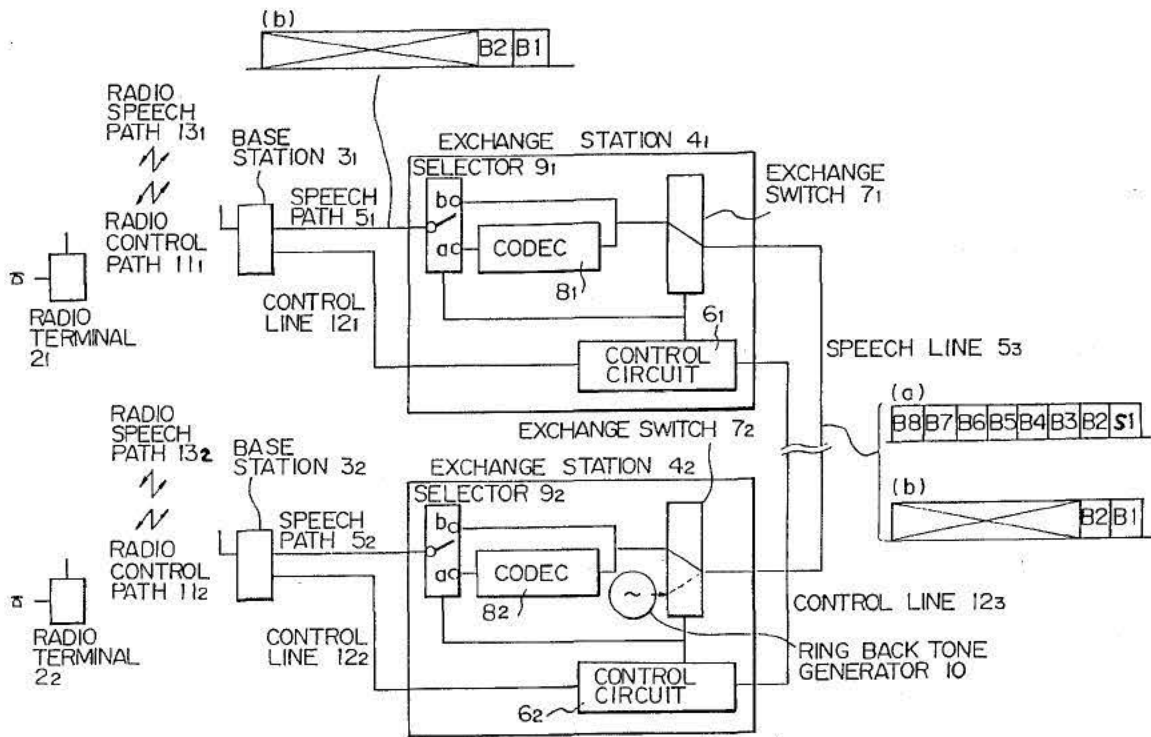 (b)
B2 B1
RADIO
SPEECH
PATH 13₁
BASE
STATION 3₁
EXCHANGE STATION 4₁
SELECTOR 9₁
EXCHANGE
SWITCH 7₁
SPEECH
PATH 5₁
b
a
CODEC
8₁
RADIO
CONTROL
PATH 11₁
RADIO
TERMINAL
2₁
CONTROL
LINE 12₁
6₁
CONTROL
CIRCUIT
SPEECH LINE 5₃
(a)
B8 B7 B6 B5 B4 B3 B2 S1
(b)
B2 B1
RADIO
SPEECH
PATH 13₂
BASE
STATION 3₂
EXCHANGE SWITCH 7₂
EXCHANGE STATION 4₂
SELECTOR 9₂
SPEECH
PATH 5₂
b
a
CODEC
8₂
~
RADIO
CONTROL
PATH 11₂
RADIO
TERMINAL
2₂
CONTROL
LINE 12₂
CONTROL LINE 12₃
RING BACK TONE
GENERATOR 10
CONTROL
CIRCUIT
6₂